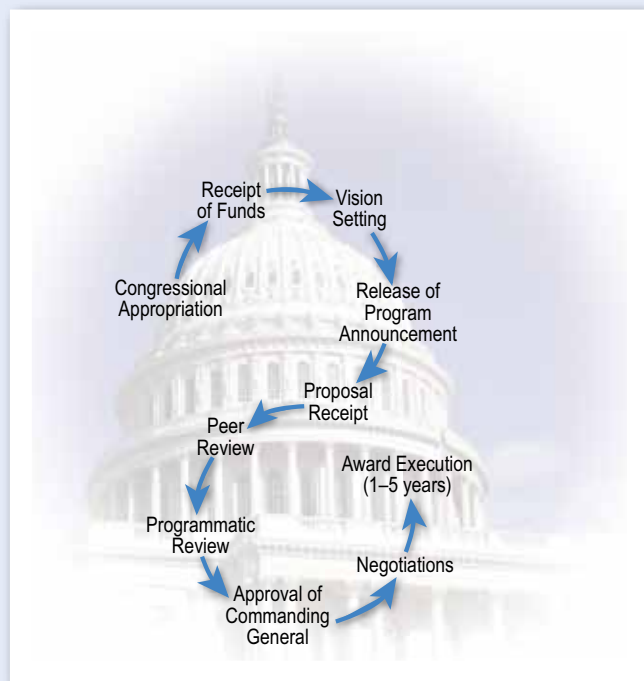 Receipt
of Funds
Vision
Setting
Congressional
Appropriation
Release of
Program
Announcement
Proposal
Receipt
Peer
Review
Award Execution
(1–5 years)
Programmatic
Review
Negotiations
Approval of
Commanding
General